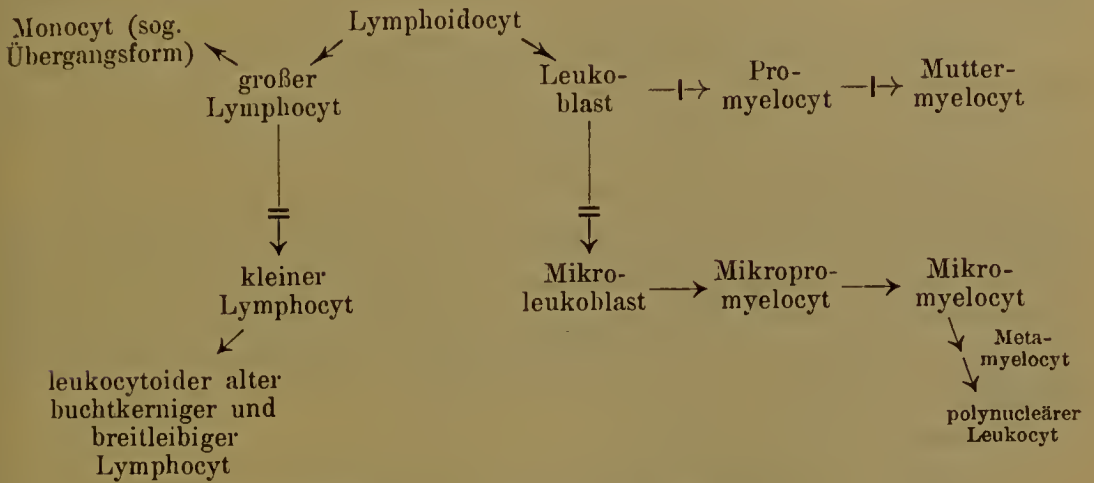 Monocyt (sog.
Übergangsform)
Lymphoidocyt
großer
Lymphocyt
Leuko-
blast
Pro-
myelocyt
Mutter-
myelocyt
kleiner
Lymphocyt
Mikro-
leukoblast
Mikropro-
myelocyt
Mikro-
myelocyt
Meta-
myelocyt
leukocytoider alter
buchtkerniger und
breitleibiger
Lymphocyt
polynucleärer
Leukocyt